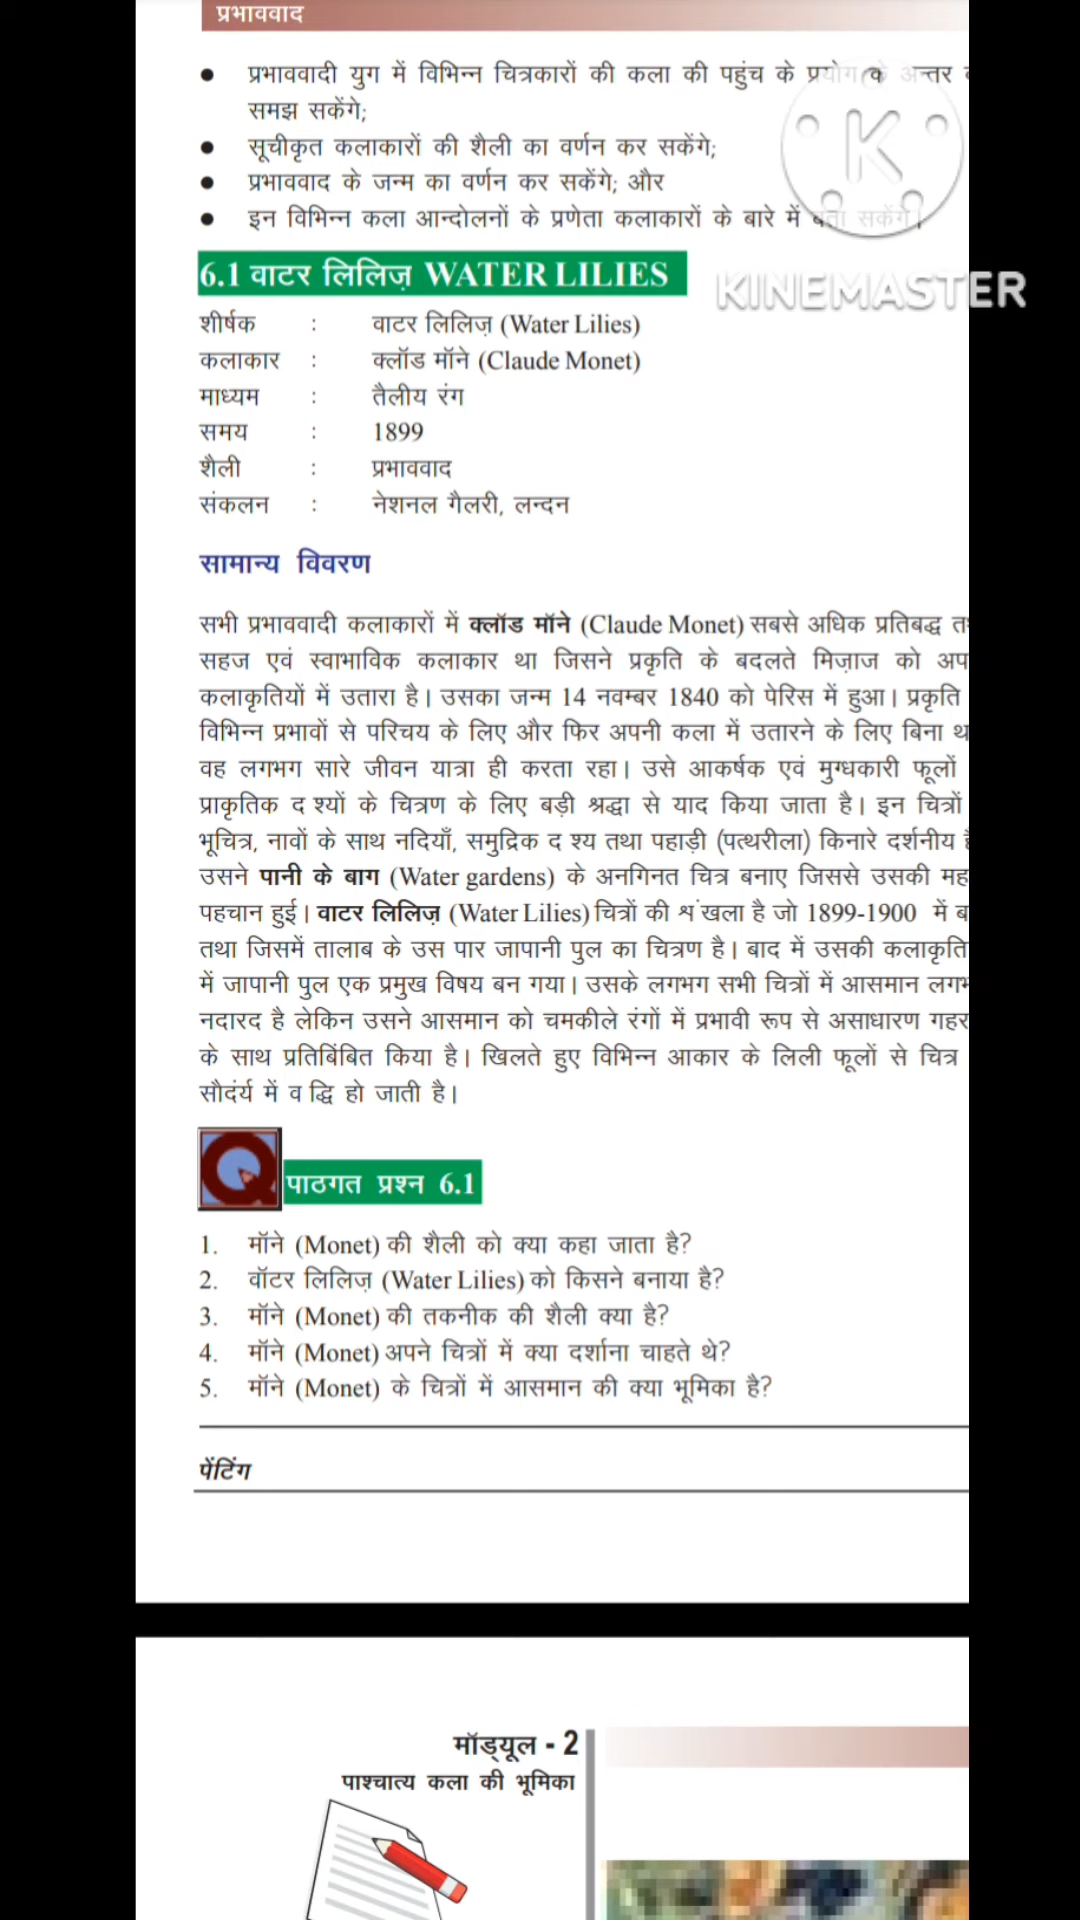 प्रभाववाद
● प्रभाववादी युग में विभिन्न चित्रकारों की कला की पहुंच के प्रयोग के अन्तर
समझ सकेंगे;
● सूचीकृत कलाकारों की शैली का वर्णन कर सकेंगे;
● प्रभाववाद के जन्म का वर्णन कर सकेंगे; और
● इन विभिन्न कला आन्दोलनों के प्रणेता कलाकारों के बारे में बता सकेंगे।
K
KINEMASTER
6.1 वाटर लिलिज़ WATER LILIES
शीर्षक : वाटर लिलिज़ (Water Lilies)
कलाकार : क्लॉड मॉने (Claude Monet)
माध्यम : तैलीय रंग
समय : 1899
शैली : प्रभाववाद
संकलन : नेशनल गैलरी, लन्दन
सामान्य विवरण
सभी प्रभाववादी कलाकारों में क्लॉड मॉने (Claude Monet) सबसे अधिक प्रतिबद्ध
सहज एवं स्वाभाविक कलाकार था जिसने प्रकृति के बदलते मिज़ाज को अप
कलाकृतियों में उतारा है। उसका जन्म 14 नवम्बर 1840 को पेरिस में हुआ। प्रकृति
विभिन्न प्रभावों से परिचय के लिए और फिर अपनी कला में उतारने के लिए बिना थ
वह लगभग सारे जीवन यात्रा ही करता रहा। उसे आकर्षक एवं मुग्धकारी फूलों
प्राकृतिक द श्यों के चित्रण के लिए बड़ी श्रद्धा से याद किया जाता है। इन चित्रों
भूचित्र, नावों के साथ नदियाँ, समुद्रिक द श्य तथा पहाड़ी (पत्थरीला) किनारे दर्शनीय
उसने पानी के बाग (Water gardens) के अनगिनत चित्र बनाए जिससे उसकी मह
पहचान हुई। वाटर लिलिज़ (Water Lilies) चित्रों की श ंखला है जो 1899-1900 में ब
तथा जिसमें तालाब के उस पार जापानी पुल का चित्रण है। बाद में उसकी कलाकृति
में जापानी पुल एक प्रमुख विषय बन गया। उसके लगभग सभी चित्रों में आसमान लगभ
नदारद है लेकिन उसने आसमान को चमकीले रंगों में प्रभावी रूप से असाधारण गहर
के साथ प्रतिबिंबित किया है। खिलते हुए विभिन्न आकार के लिली फूलों से चित्र
सौदंर्य में व द्धि हो जाती है।
Q
पाठगत प्रश्न 6.1
1. मॉने (Monet) की शैली को क्या कहा जाता है?
2. वॉटर लिलिज़ (Water Lilies) को किसने बनाया है?
3. मॉने (Monet) की तकनीक की शैली क्या है?
4. मॉने (Monet) अपने चित्रों में क्या दर्शाना चाहते थे?
5. मॉने (Monet) के चित्रों में आसमान की क्या भूमिका है?
पेंटिंग
मॉड्यूल - 2
पाश्चात्य कला की भूमिका